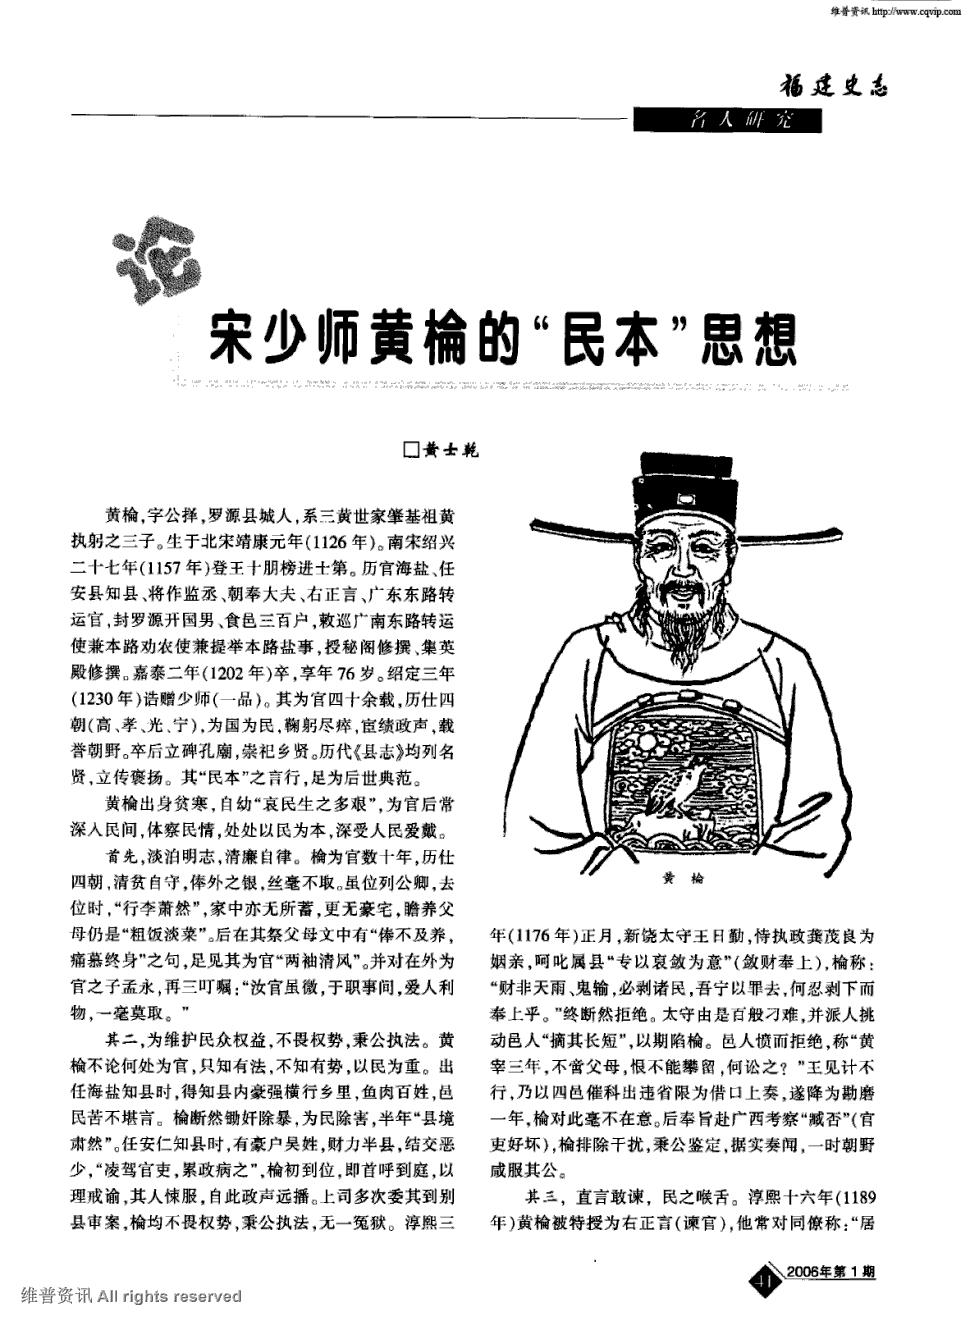 维普资讯 http://www.cqvip.com
福建史志
名人研究
论
宋少师黄棆的“民本”思想
□黄士乾
黄棆,字公择,罗源县城人,系三黄世家肇基祖黄
执躬之三子。生于北宋靖康元年(1126年)。南宋绍兴
二十七年(1157年)登王十朋榜进士第。历官海盐、任
安县知县、将作监丞、朝奉大夫、右正言、广东东路转
运官,封罗源开国男、食邑三百户,敕巡广南东路转运
使兼本路劝农使兼提举本路盐事,授秘阁修撰、集英
殿修撰。嘉泰二年(1202年)卒,享年76岁。绍定三年
(1230年)诰赠少师(一品)。其为官四十余载,历仕四
朝(高、孝、光、宁),为国为民,鞠躬尽瘁,宦绩政声,载
誉朝野。卒后立碑孔廟,崇祀乡贤。历代《县志》均列名
贤,立传褒扬。其“民本”之言行,足为后世典范。
黄棆出身贫寒,自幼“哀民生之多艰”,为官后常
深入民间,体察民情,处处以民为本,深受人民爱戴。
首先,淡泊明志,清廉自律。棆为官数十年,历仕
四朝,清贫自守,俸外之银,丝毫不取。虽位列公卿,去
位时,“行李萧然”,家中亦无所蓄,更无豪宅,赡养父
母仍是“粗饭淡菜”。后在其祭父母文中有“俸不及养,
痛慕终身”之句,足见其为官“两袖清风”。并对在外为
官之子孟永,再三叮嘱:“汝官虽微,于职事间,爱人利
物,一毫莫取。”
其二,为维护民众权益,不畏权势,秉公执法。黄
棆不论何处为官,只知有法,不知有势,以民为重。出
任海盐知县时,得知县内豪强横行乡里,鱼肉百姓,邑
民苦不堪言。棆断然锄奸除暴,为民除害,半年“县境
肃然”。任安仁知县时,有豪户吴姓,财力半县,结交恶
少,“凌驾官吏,累政病之”,棆初到位,即首呼到庭,以
理戒谕,其人悚服,自此政声远播。上司多次委其到别
县审案,棆均不畏权势,秉公执法,无一冤狱。淳熙三
黄棆
年(1176年)正月,新饶太守王日勤,恃执政龚茂良为
姻亲,呵叱属县“专以裒敛为意”(敛财奉上),棆称:
“财非天雨、鬼输,必剥诸民,吾宁以罪去,何忍剥下而
奉上乎。”终断然拒绝。太守由是百般刁难,并派人挑
动邑人“摘其长短”,以期陷棆。邑人愤而拒绝,称“黄
宰三年,不啻父母,恨不能攀留,何讼之?”王见计不
行,乃以四邑催科出违省限为借口上奏,遂降为勘磨
一年,棆对此毫不在意。后奉旨赴广西考察“臧否”(官
吏好坏),棆排除干扰,秉公鉴定,据实奏闻,一时朝野
咸服其公。
其三,直言敢谏,民之喉舌。淳熙十六年(1189
年)黄棆被特授为右正言(谏官),他常对同僚称:“居
41 2006年第1期
维普资讯 All rights reserved